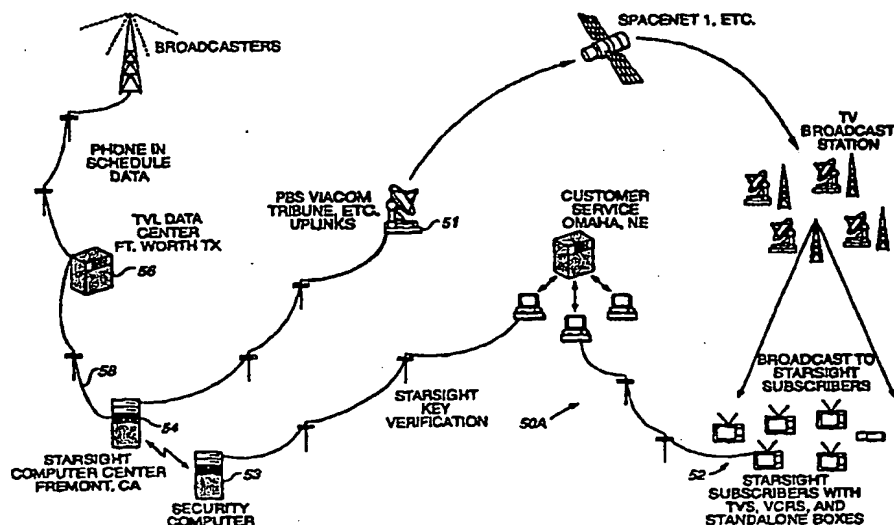 SPACENET 1, ETC.
BROADCASTERS
TV
BROADCAST
STATION
PHONE IN
SCHEDULE
DATA
PBS VIACOM
TRIBUNE, ETC.
UPLINKS
51
CUSTOMER
SERVICE
OMAHA, NE
TVL DATA
CENTER
FT. WORTH TX
56
58
BROADCAST TO
STARSIGHT
SUBSCRIBERS
STARSIGHT
KEY
VERIFICATION
50A
54
STARSIGHT
COMPUTER CENTER
FREMONT, CA
53
SECURITY
COMPUTER
52
STARSIGHT
SUBSCRIBERS WITH
TVS, VCRS, AND
STANDALONE BOXES